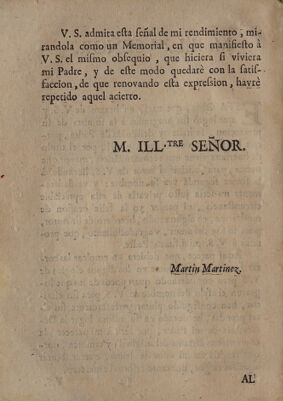 V. S. admita eſta ſeñal de mi rendimiento, mi-
randola como un Memorial, en que manifieſto à
V. S. el miſmo obſequio, que hiciera ſi viviera
mi Padre, y de eſte modo quedarè con la ſatiſ-
faccion, de que renovando eſta expreſsion, havrè
repetido aquel acierto.
M. ILL.TRE SEÑOR.
Martin Martinez.
AL